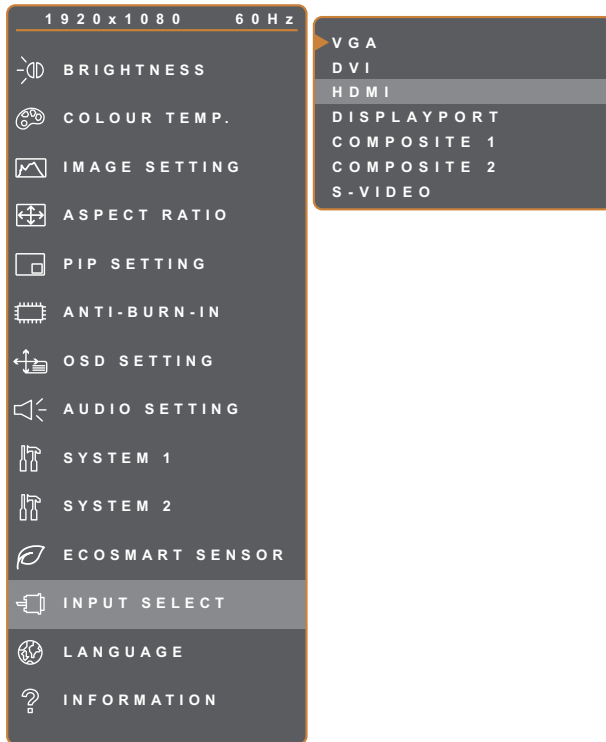 1920x1080 60Hz
BRIGHTNESS
COLOUR TEMP.
IMAGE SETTING
ASPECT RATIO
PIP SETTING
ANTI-BURN-IN
OSD SETTING
AUDIO SETTING
SYSTEM 1
SYSTEM 2
ECOSMART SENSOR
INPUT SELECT
LANGUAGE
INFORMATION
VGA
DVI
HDMI
DISPLAYPORT
COMPOSITE 1
COMPOSITE 2
S-VIDEO